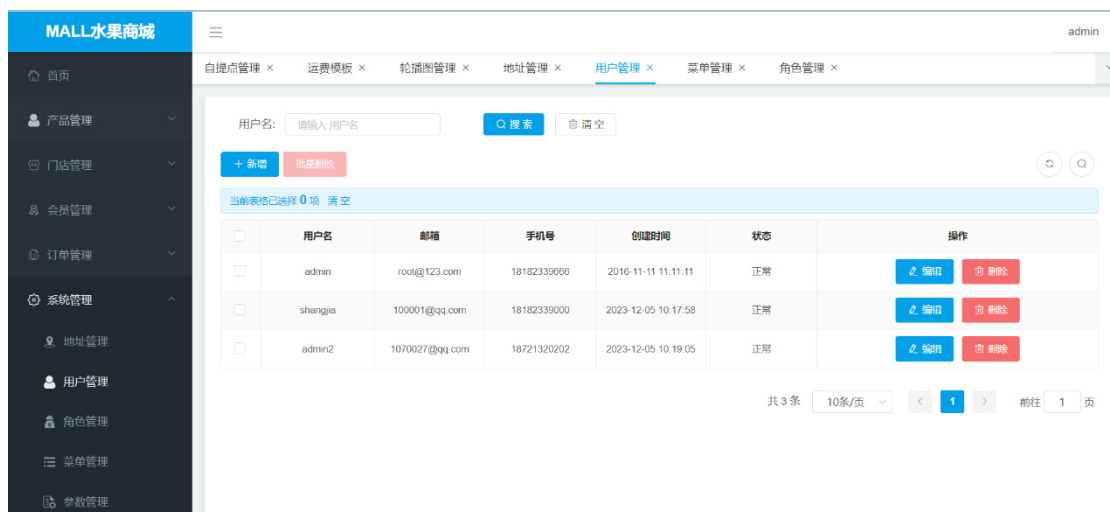 MALL水果商城
admin
首页
产品管理
门店管理
会员管理
订单管理
系统管理
地址管理
用户管理
角色管理
菜单管理
参数管理
自提点管理 × 运费模板 × 轮播图管理 × 地址管理 × 用户管理 × 菜单管理 × 角色管理 ×
用户名: 请输入 用户名 搜索 清空
+ 新增 批量删除
当前表格已选择 0 项 清空
用户名 邮箱 手机号 创建时间 状态 操作
admin root@123.com 18182339666 2016-11-11 11:11:11 正常 编辑 删除
shangjia 100001@qq.com 18182339000 2023-12-05 10:17:58 正常 编辑 删除
admin2 1070027@qq.com 18721320202 2023-12-05 10:19:05 正常 编辑 删除
共 3 条 10条/页 < 1 > 前往 1 页